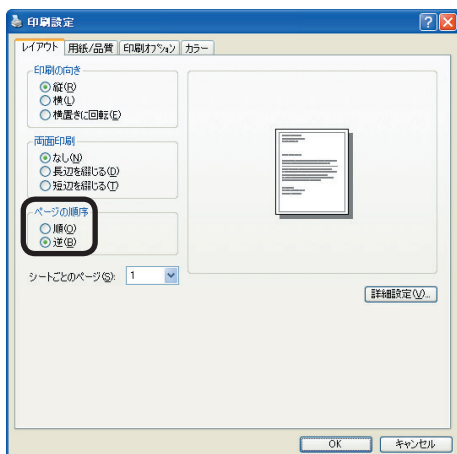 印刷設定
レイアウト 用紙/品質 印刷オプション カラー
印刷の向き
縦(R)
横(L)
横置きに回転(E)
両面印刷
なし(N)
長辺を綴じる(D)
短辺を綴じる(T)
ページの順序
順(O)
逆(B)
シートごとのページ(S): 1
詳細設定(V)...
OK キャンセル